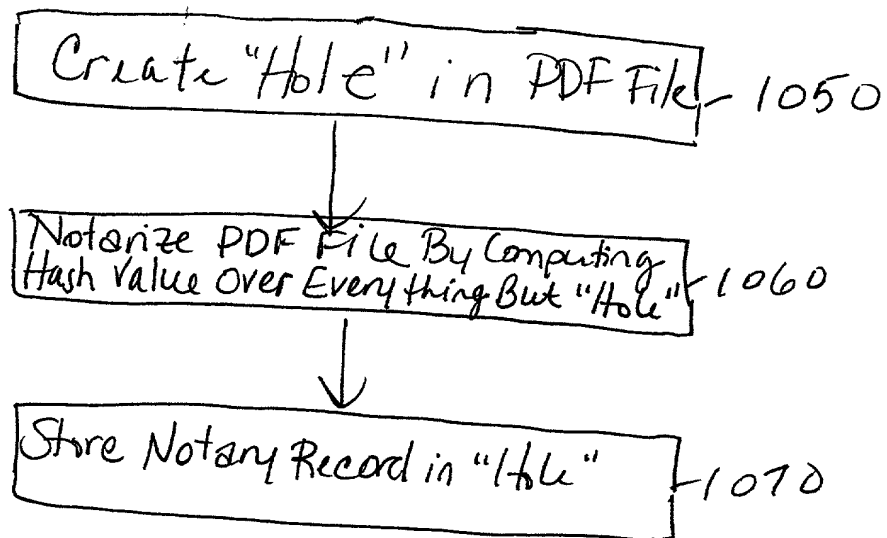 Create "Hole" in PDF File 1050
Notarize PDF File By Computing
Hash Value Over Everything But "Hole" 1060
Store Notary Record in "Hole" 1070